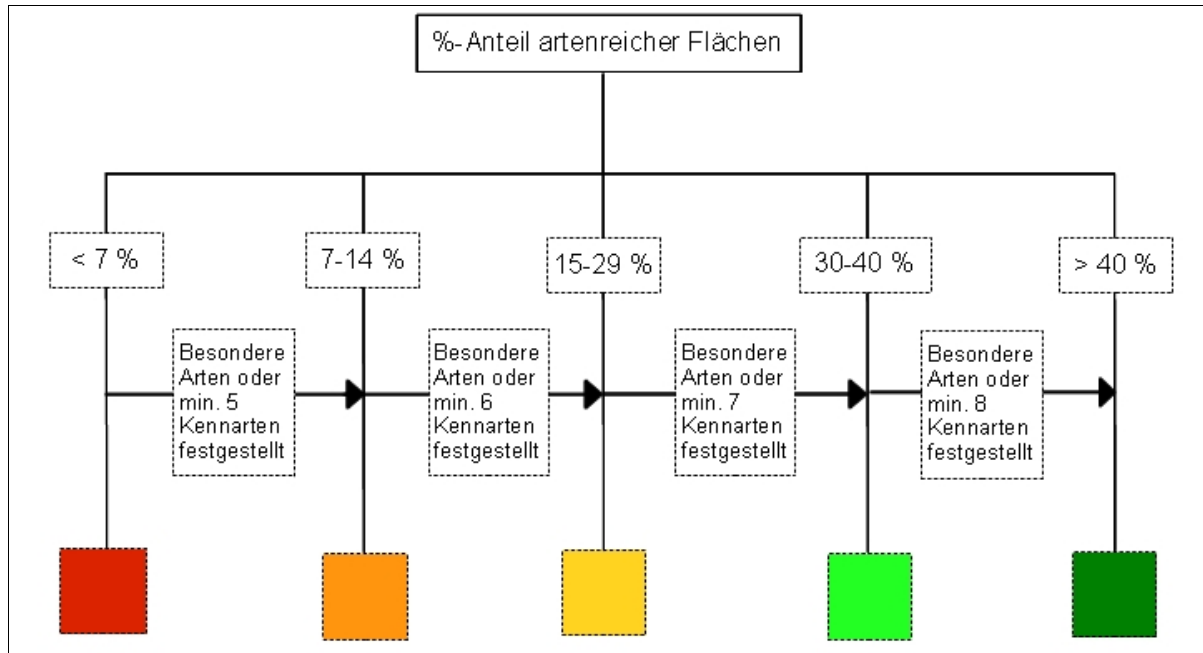 %-Anteil artenreicher Flächen
< 7 %
7-14 %
15-29 %
30-40 %
> 40 %
Besondere
Arten oder
min. 5
Kennarten
festgestellt
Besondere
Arten oder
min. 6
Kennarten
festgestellt
Besondere
Arten oder
min. 7
Kennarten
festgestellt
Besondere
Arten oder
min. 8
Kennarten
festgestellt